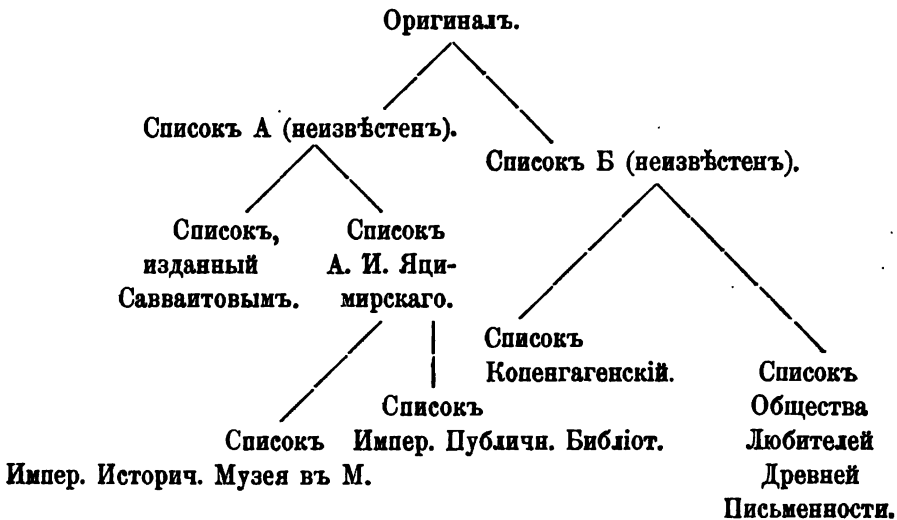 Оригиналъ.
Списокъ А (неизвѣстенъ).
Списокъ Б (неизвѣстенъ).
Списокъ,
изданный
Савваитовымъ.
Списокъ
А. И. Яци-
мирскаго.
Списокъ
Копенгагенскій.
Списокъ
Общества
Любителей
Древней
Письменности.
Списокъ
Импер. Публичн. Библіот.
Списокъ
Импер. Историч. Музея въ М.